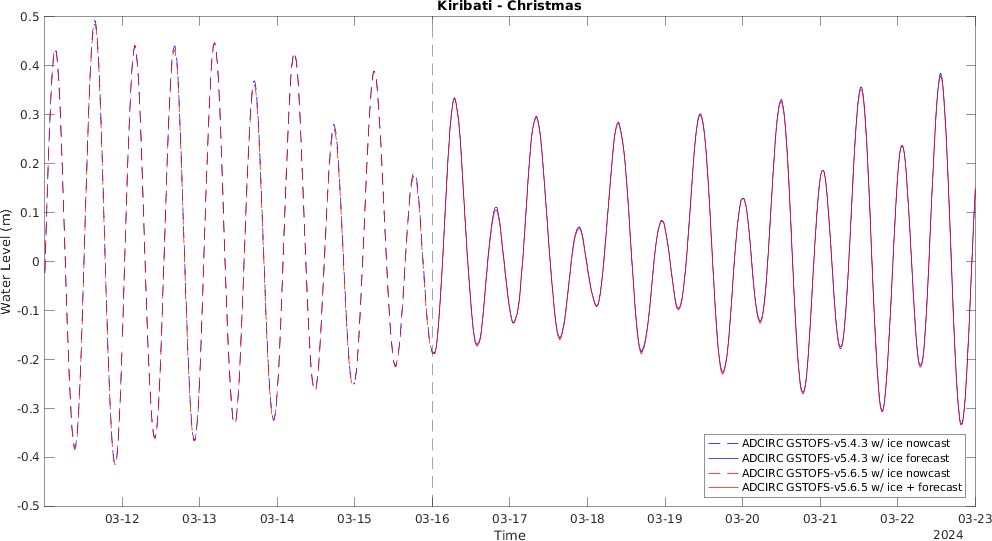 Kiribati - Christmas
0.5
0.4
0.3
0.2
0.1
0
-0.1
-0.2
-0.3
-0.4
-0.5
Water Level (m)
ADCIRC GSTOFS-v5.4.3 w/ ice nowcast
ADCIRC GSTOFS-v5.4.3 w/ ice forecast
ADCIRC GSTOFS-v5.6.5 w/ ice nowcast
ADCIRC GSTOFS-v5.6.5 w/ ice + forecast
03-12 03-13 03-14 03-15 03-16 03-17 03-18 03-19 03-20 03-21 03-22 03-23
Time
2024